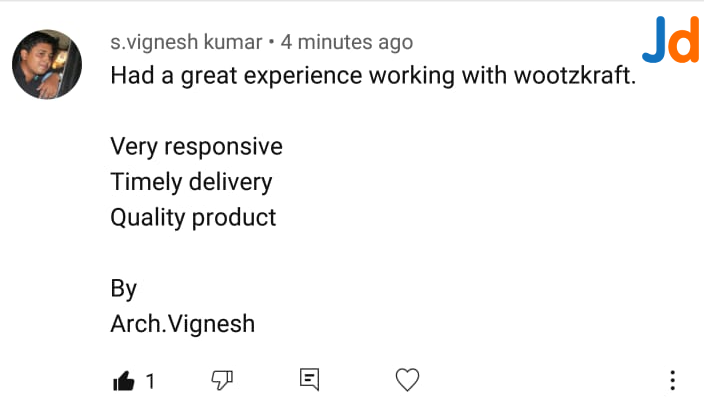 s.vignesh kumar • 4 minutes ago
Jd
Had a great experience working with wootzkraft.
Very responsive
Timely delivery
Quality product
By
Arch.Vignesh
1